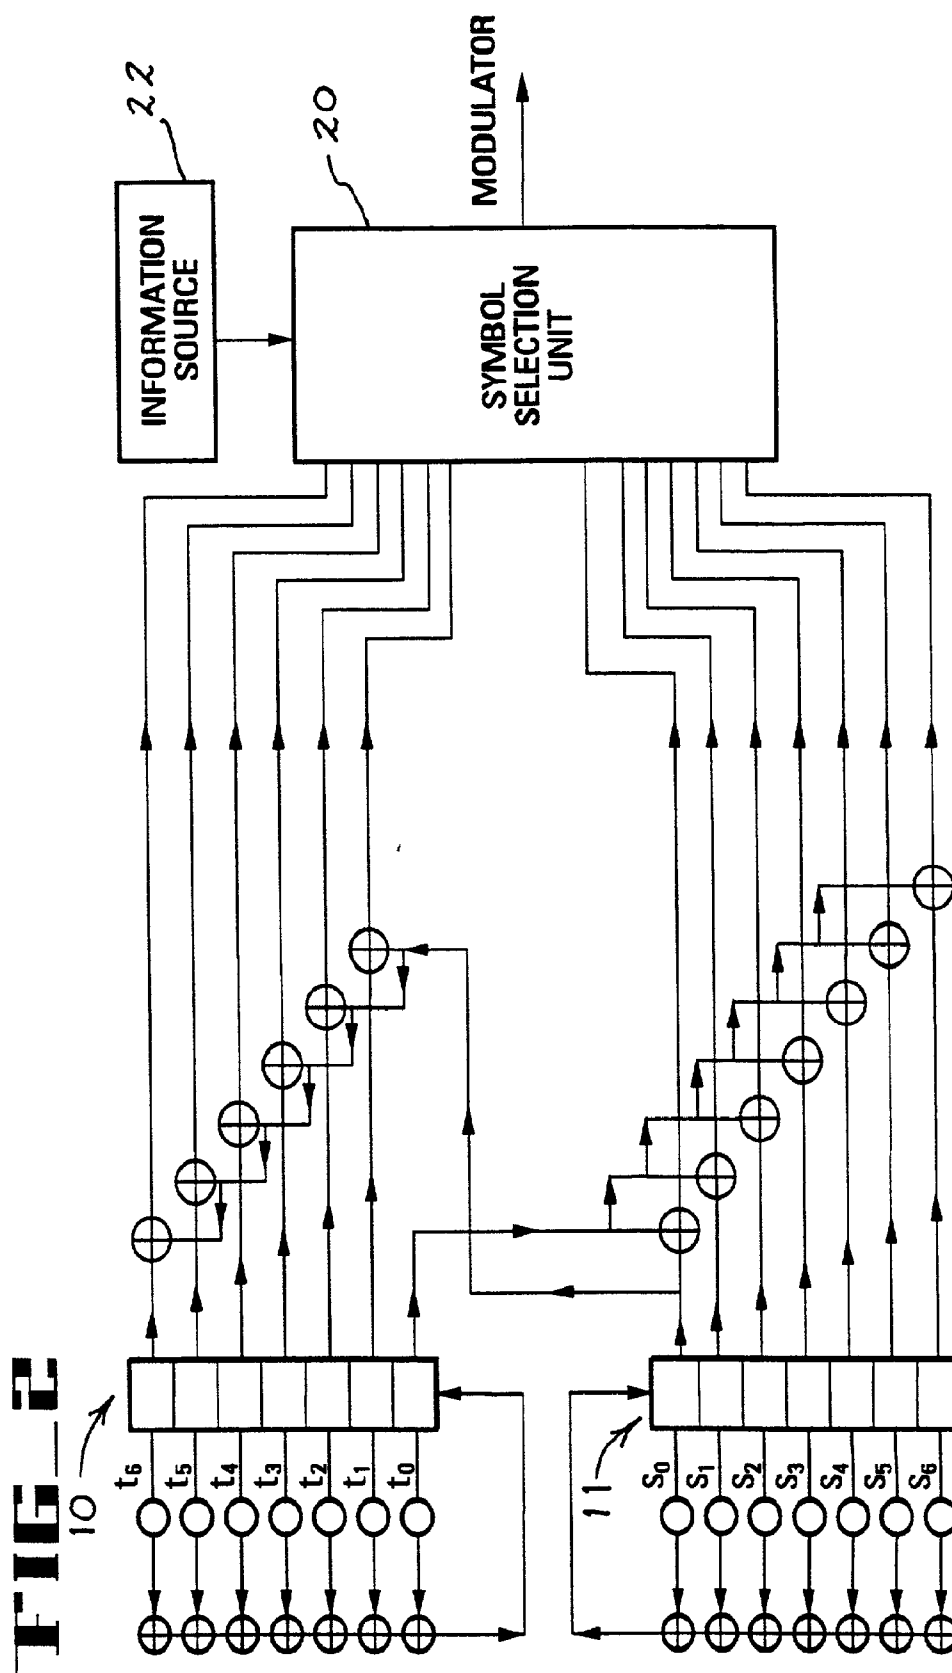 FIG_2
10
t6
t5
t4
t3
t2
t1
t0
11
S0
S1
S2
S3
S4
S5
S6
INFORMATION
SOURCE
22
SYMBOL
SELECTION
UNIT
20
MODULATOR